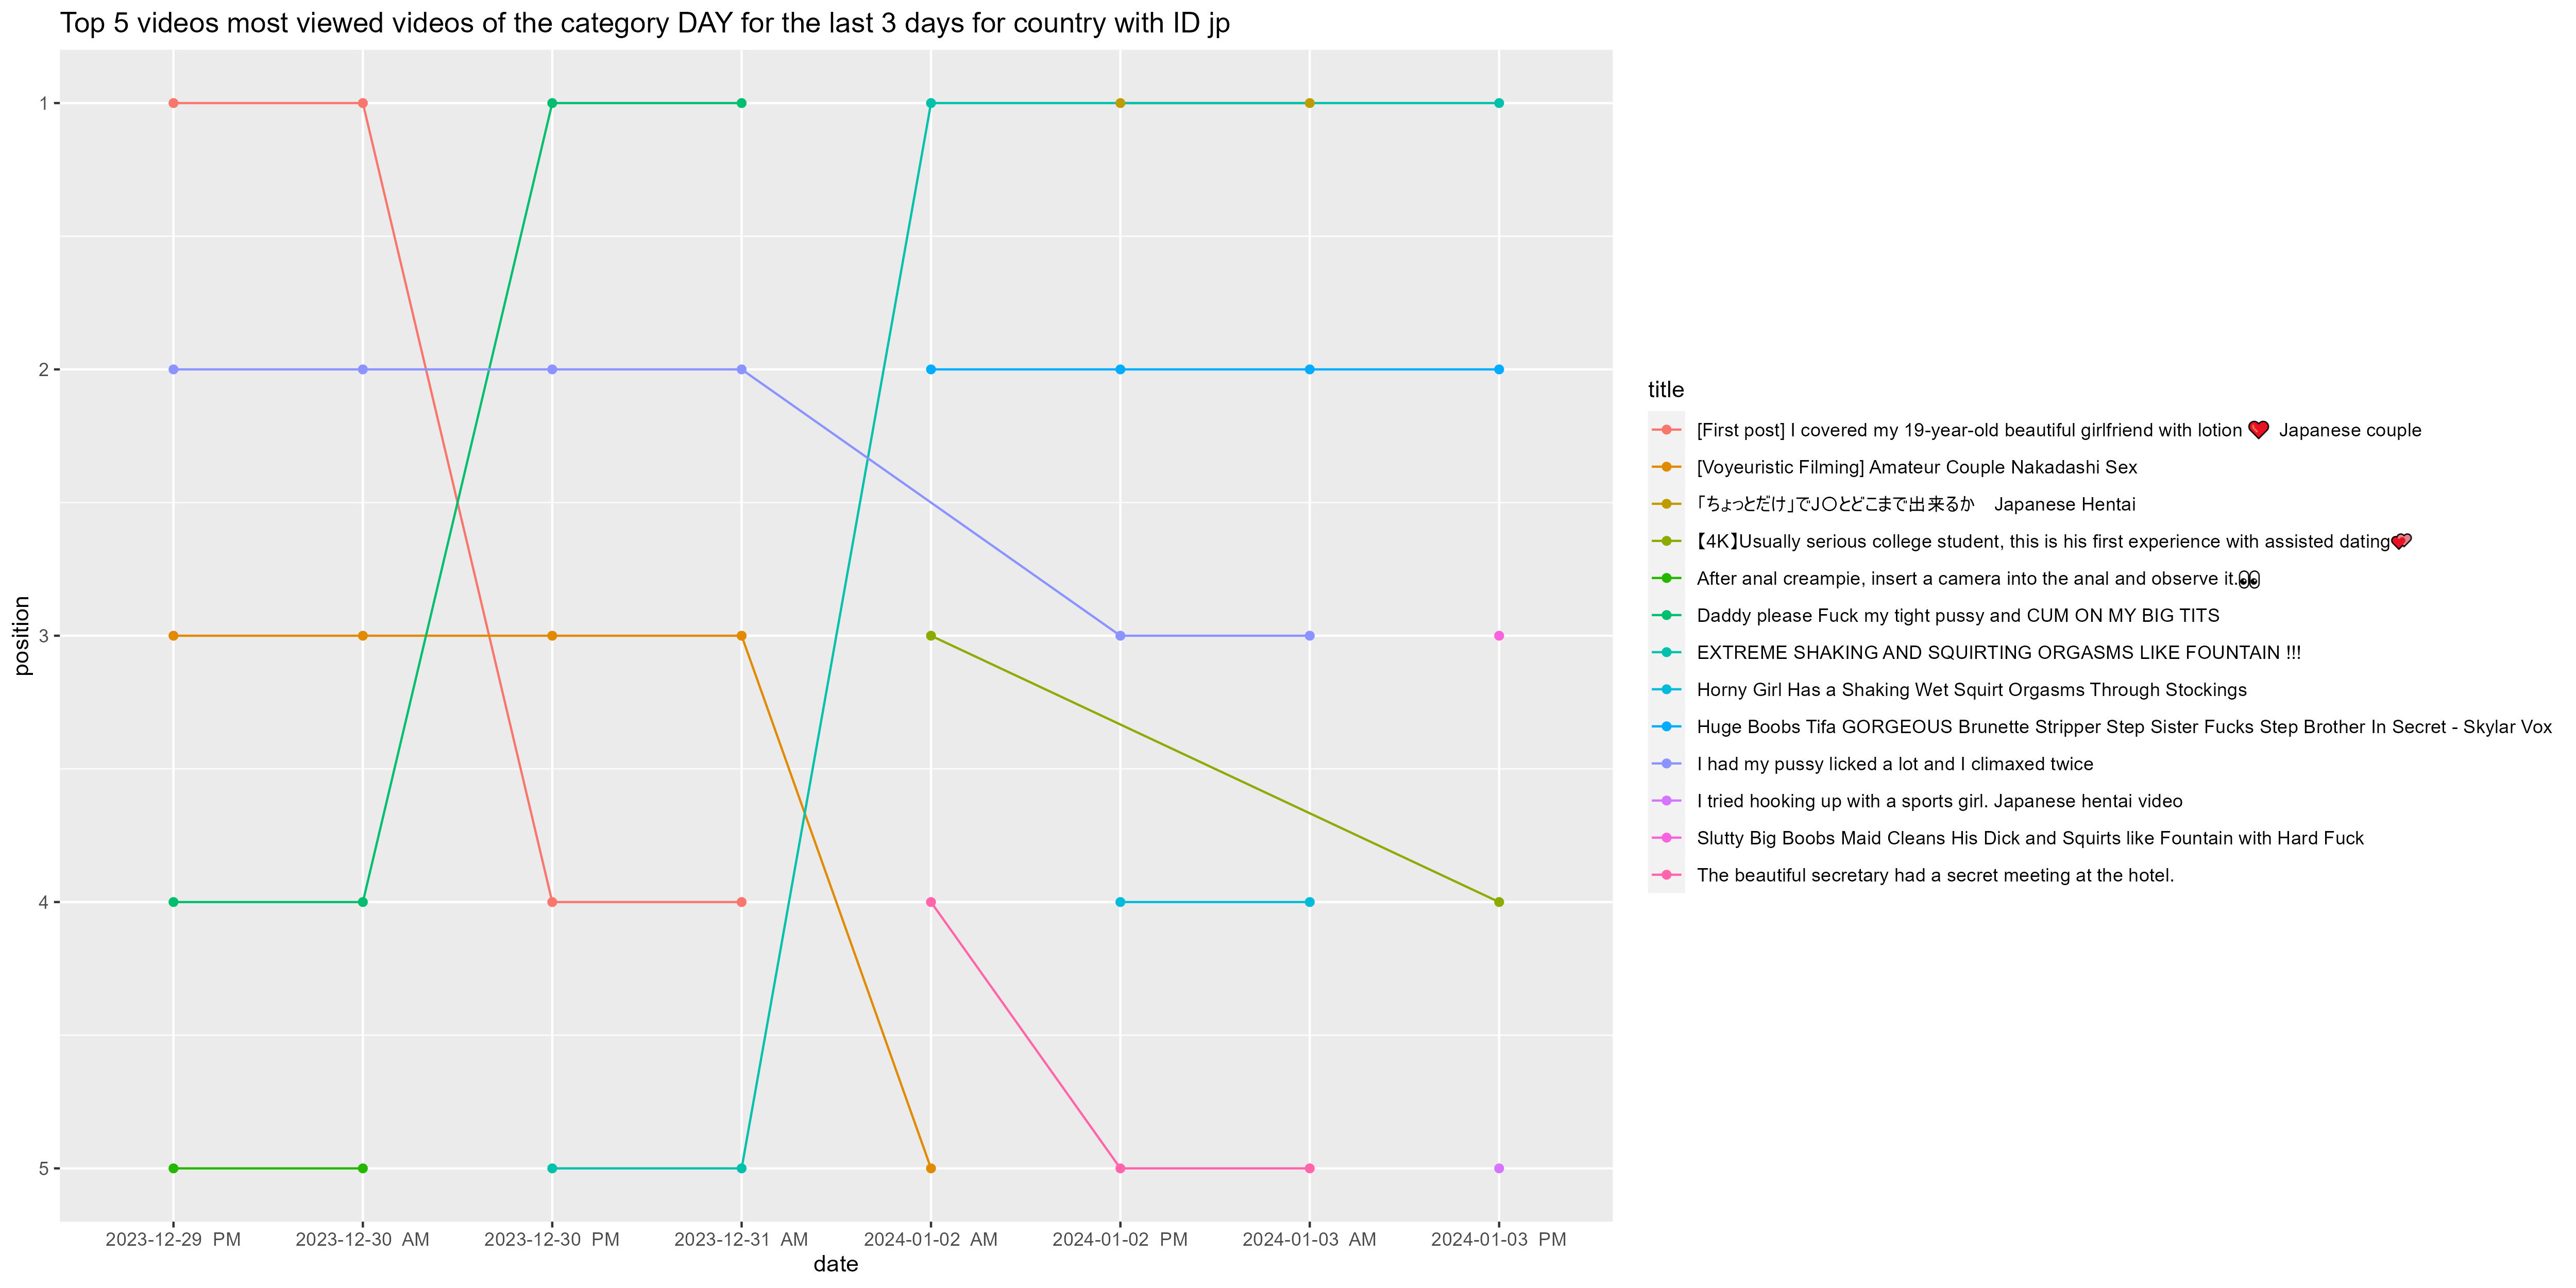 Top 5 videos most viewed videos of the category DAY for the last 3 days for country with ID jp
position
1
2
3
4
5
2023-12-29 PM
2023-12-30 AM
2023-12-30 PM
2023-12-31 AM
2024-01-02 AM
2024-01-02 PM
2024-01-03 AM
2024-01-03 PM
date
title
[First post] I covered my 19-year-old beautiful girlfriend with lotion ❤️ Japanese couple
[Voyeuristic Filming] Amateur Couple Nakadashi Sex
「ちょっとだけ」でJ〇とどこまで出来るか　Japanese Hentai
【4K】Usually serious college student, this is his first experience with assisted dating💕
After anal creampie, insert a camera into the anal and observe it.👀
Daddy please Fuck my tight pussy and CUM ON MY BIG TITS
EXTREME SHAKING AND SQUIRTING ORGASMS LIKE FOUNTAIN !!!
Horny Girl Has a Shaking Wet Squirt Orgasms Through Stockings
Huge Boobs Tifa GORGEOUS Brunette Stripper Step Sister Fucks Step Brother In Secret - Skylar Vox
I had my pussy licked a lot and I climaxed twice
I tried hooking up with a sports girl. Japanese hentai video
Slutty Big Boobs Maid Cleans His Dick and Squirts like Fountain with Hard Fuck
The beautiful secretary had a secret meeting at the hotel.